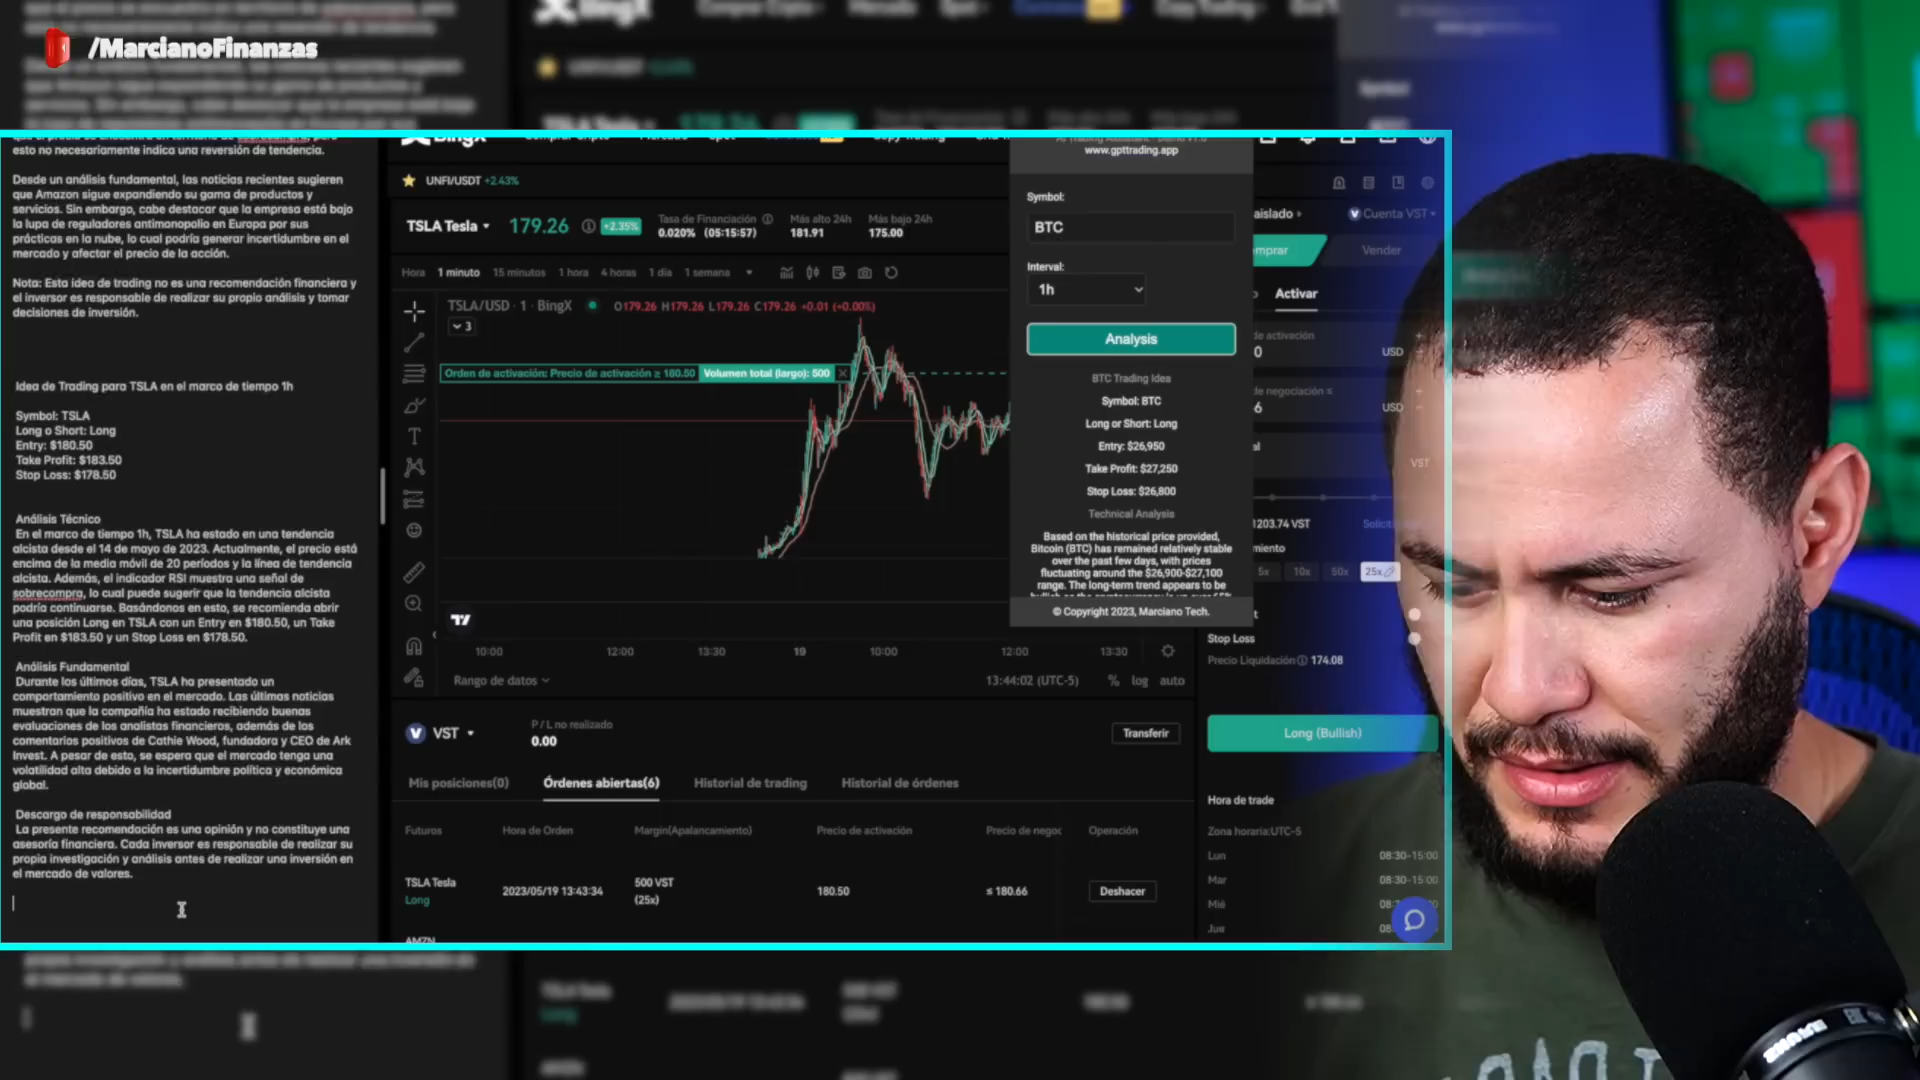 /MarcianoFinanzas
esto no necesariamente indica una reversión de tendencia.
Desde un análisis fundamental, las noticias recientes sugieren
que Amazon sigue expandiendo su gama de productos y
servicios. Sin embargo, cabe destacar que la empresa está bajo
la lupa de reguladores antimonopolio en Europa por sus
prácticas en la nube, lo cual podría generar incertidumbre en el
mercado y afectar el precio de la acción.
Nota: Esta idea de trading no es una recomendación financiera y
el inversor es responsable de realizar su propio análisis y tomar
decisiones de inversión.
Idea de Trading para TSLA en el marco de tiempo 1h
Symbol: TSLA
Long o Short: Long
Entry: $180.50
Take Profit: $183.50
Stop Loss: $178.50
Análisis Técnico
En el marco de tiempo 1h, TSLA ha estado en una tendencia
alcista desde el 14 de mayo de 2023. Actualmente, el precio está
encima de la media móvil de 20 períodos y la línea de tendencia
alcista. Además, el indicador RSI muestra una señal de
sobrecompra, lo cual puede sugerir que la tendencia alcista
podría continuarse. Basándonos en esto, se recomienda abrir
una posición Long en TSLA con un Entry en $180.50, un Take
Profit en $183.50 y un Stop Loss en $178.50.
Análisis Fundamental
Durante los últimos días, TSLA ha presentado un
comportamiento positivo en el mercado. Las últimas noticias
muestran que la compañía ha estado recibiendo buenas
evaluaciones de los analistas financieros, además de los
comentarios positivos de Cathie Wood, fundadora y CEO de Ark
Invest. A pesar de esto, se espera que el mercado tenga una
volatilidad alta debido a la incertidumbre política y económica
global.
Descargo de responsabilidad
La presente recomendación es una opinión y no constituye una
asesoría financiera. Cada inversor es responsable de realizar su
propia investigación y análisis antes de realizar una inversión en
el mercado de valores.
BingX
UNFI/USDT +2.43%
TSLA Tesla 179.26 +2.35%
Tasa de Financiación
0.020% (05:15:57)
Más alto 24h
181.91
Más bajo 24h
175.00
Hora 1 minuto 15 minutos 1 hora 4 horas 1 día 1 semana
TSLA/USD · 1 · BingX O179.26 H179.26 L179.26 C179.26 +0.01 (+0.00%)
3
Orden de activación: Precio de activación ≥ 180.50 Volumen total (largo): 500
10:00 12:00 13:30 19 10:00 12:00 13:30
Rango de datos 13:44:02 (UTC-5) % log auto
VST
P / L no realizado
0.00
Transferir
Mis posiciones(0) Órdenes abiertas(6) Historial de trading Historial de órdenes
Futuros Hora de Orden Margin(Apalancamiento) Precio de activación Precio de negoc Operación
TSLA Tesla
Long
2023/05/19 13:43:34
500 VST
(25x)
180.50
≤ 180.66
Deshacer
AMZN
www.gpttrading.app
Symbol:
BTC
Interval:
1h
Analysis
BTC Trading Idea
Symbol: BTC
Long or Short: Long
Entry: $26,950
Take Profit: $27,250
Stop Loss: $26,800
Technical Analysis
Based on the historical price provided,
Bitcoin (BTC) has remained relatively stable
over the past few days, with prices
fluctuating around the $26,900-$27,100
range. The long-term trend appears to be
© Copyright 2023, Marciano Tech.
aislado
Cuenta VST
mprar Vender
Activar
de activación
0 USD
de negociación ≤
6 USD
al
VST
1203.74 VST
miento
5x 10x 50x 25x
Stop Loss
Precio Liquidación 174.08
Long (Bullish)
Hora de trade
Zona horaria:UTC-5
Lun 08:30-15:00
Mar 08:30-15:00
Mié
Jue